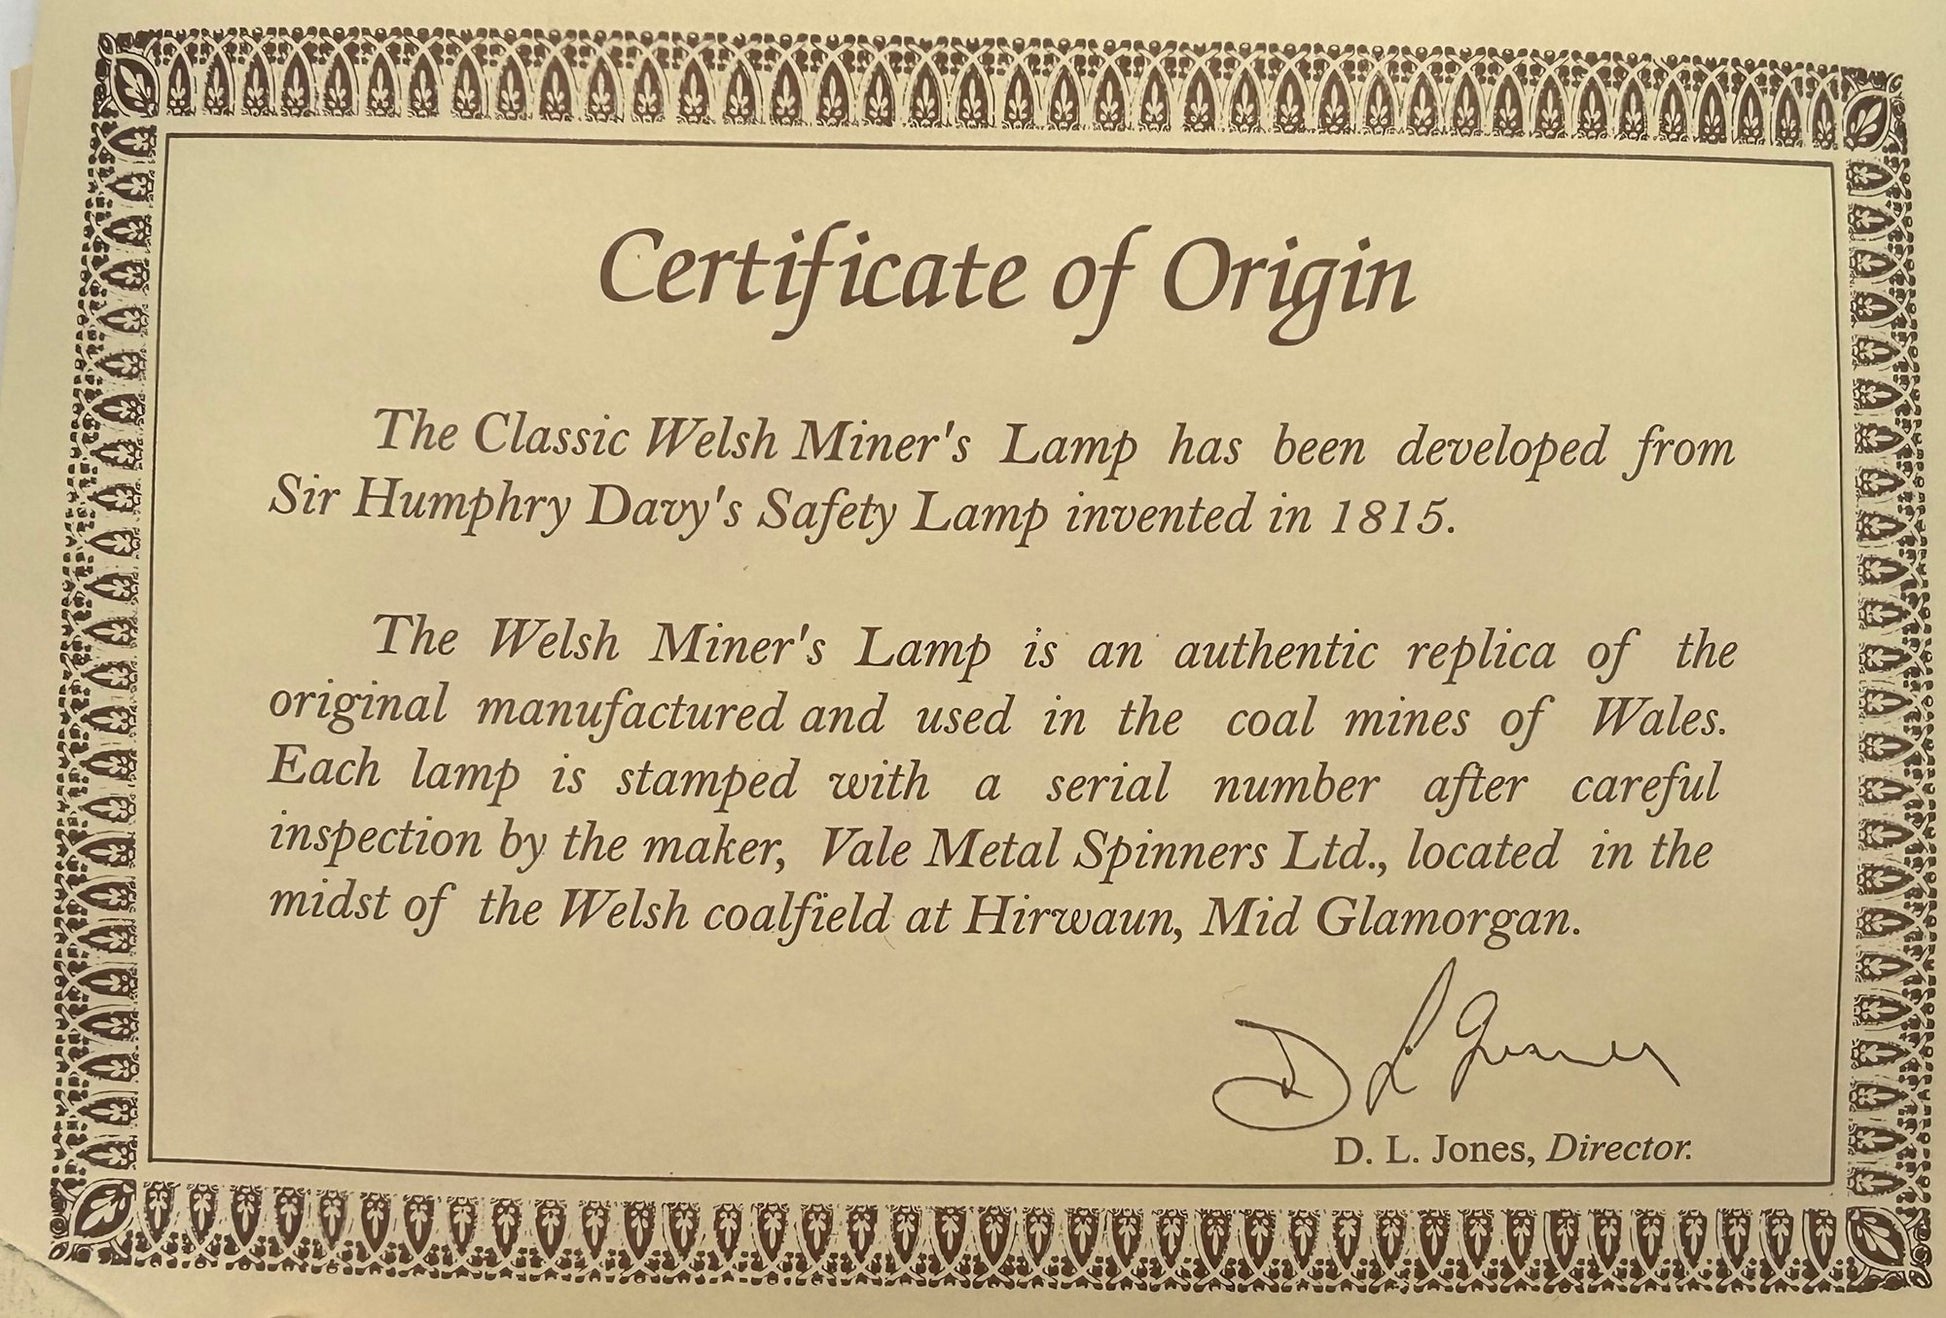 Certificate of Origin
The Classic Welsh Miner's Lamp has been developed from
Sir Humphry Davy's Safety Lamp invented in 1815.
The Welsh Miner's Lamp is an authentic replica of the
original manufactured and used in the coal mines of Wales.
Each lamp is stamped with a serial number after careful
inspection by the maker, Vale Metal Spinners Ltd., located in the
midst of the Welsh coalfield at Hirwaun, Mid Glamorgan.
D L Jones
D. L. Jones, Director.